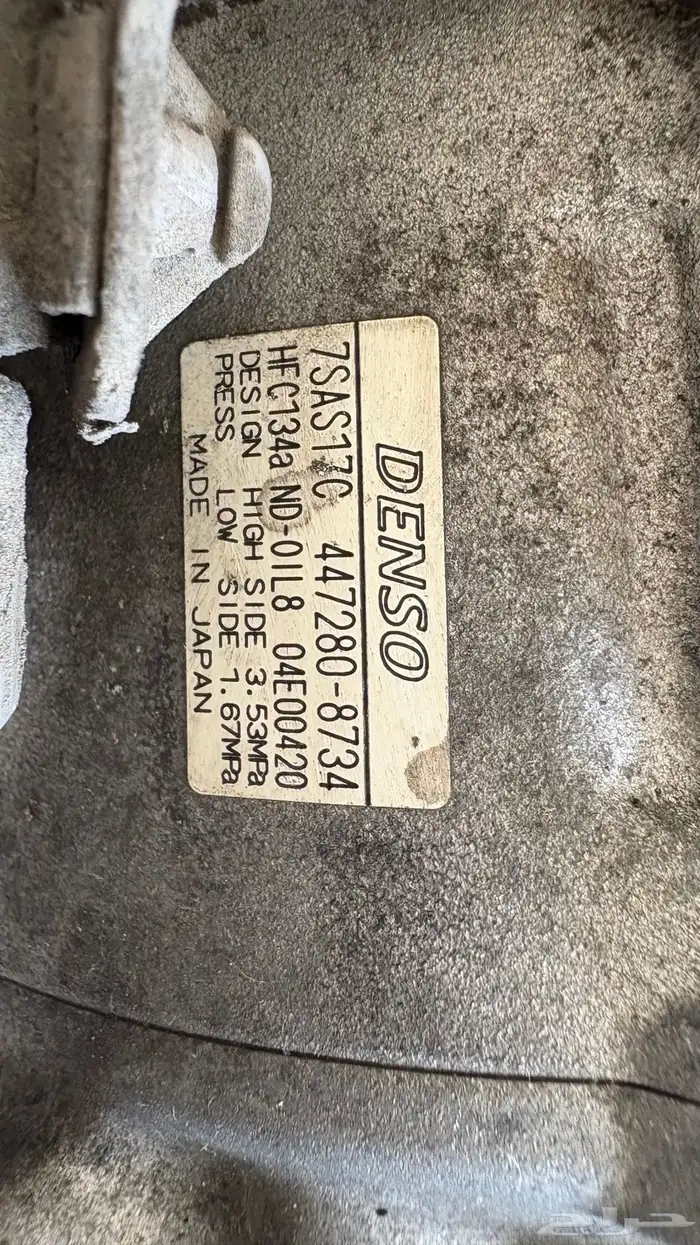 DENSO
7SAS17C 447280-8734
HFC134a ND-OIL8 04E00420
DESIGN HIGH SIDE 3.53MPa
PRESS LOW SIDE 1.67MPa
MADE IN JAPAN
حراج